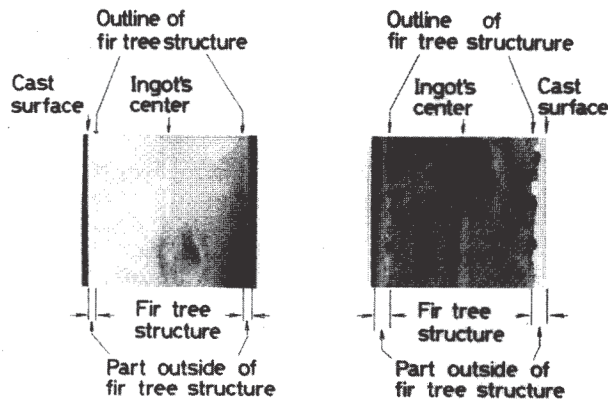 Outline of
fir tree structure
Cast
surface
Ingot's
center
Fir tree
structure
Part outside of
fir tree structure
Outline of
fir tree structurure
Ingot's
center
Cast
surface
Fir tree
structure
Part outside of
fir tree structure